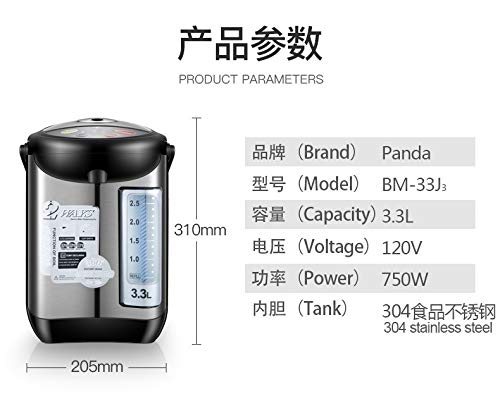 产品参数
PRODUCT PARAMETERS
2.5
2.0
1.5
1.0
REFILL
3.3L
310mm
205mm
品牌（Brand） Panda
型号（Model） BM-33J₃
容量（Capacity） 3.3L
电压（Voltage） 120V
功率（Power） 750W
内胆（Tank） 304食品不锈钢
304 stainless steel